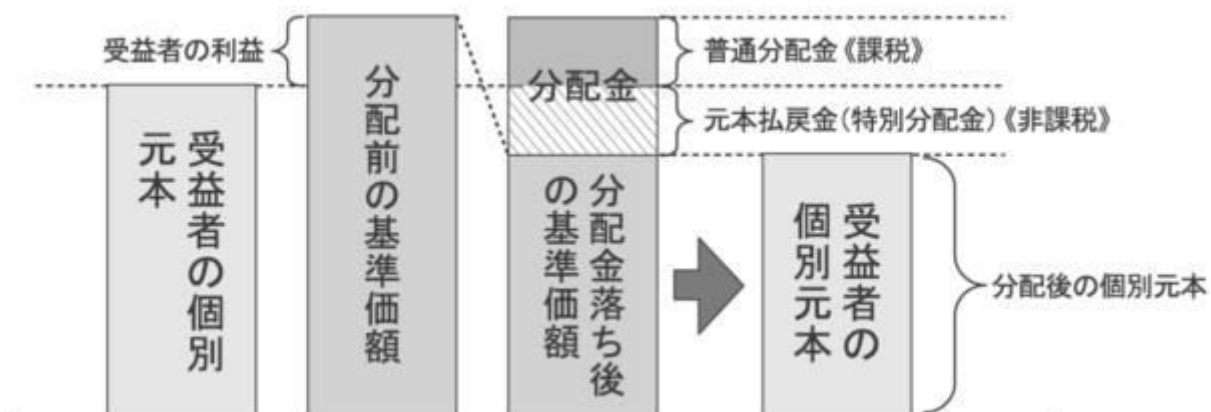 受益者の利益
受益者の個別
元本
分配前の基準価額
分配金
分配金落ち後
の基準価額
普通分配金《課税》
元本払戻金(特別分配金)《非課税》
受益者の
個別元本
分配後の個別元本